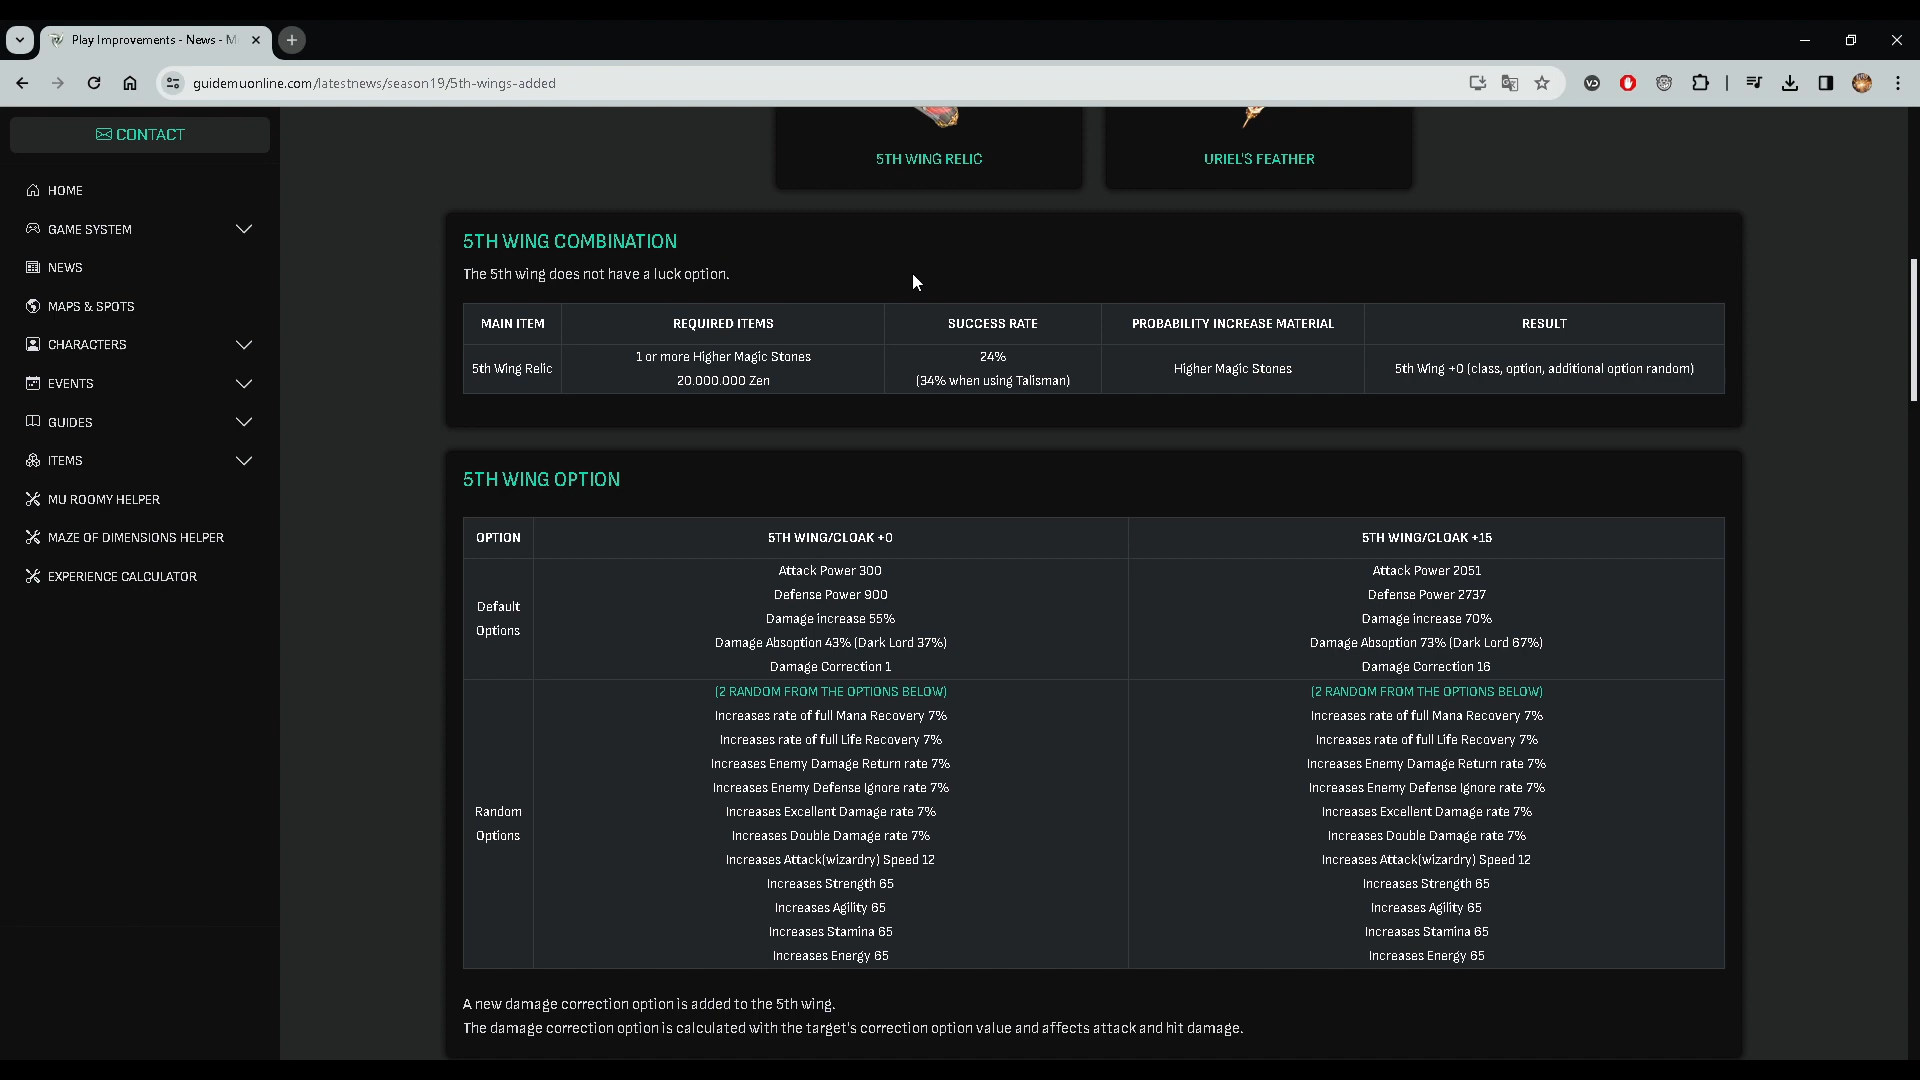 Play Improvements - News - M
guidemuonline.com/latestnews/season19/5th-wings-added
CONTACT
HOME
GAME SYSTEM
NEWS
MAPS & SPOTS
CHARACTERS
EVENTS
GUIDES
ITEMS
MU ROOMY HELPER
MAZE OF DIMENSIONS HELPER
EXPERIENCE CALCULATOR
5TH WING RELIC
URIEL'S FEATHER
5TH WING COMBINATION
The 5th wing does not have a luck option.
MAIN ITEM REQUIRED ITEMS SUCCESS RATE PROBABILITY INCREASE MATERIAL RESULT
5th Wing Relic
1 or more Higher Magic Stones
20.000.000 Zen
24%
(34% when using Talisman)
Higher Magic Stones
5th Wing +0 (class, option, additional option random)
5TH WING OPTION
OPTION 5TH WING/CLOAK +0 5TH WING/CLOAK +15
Default
Options
Attack Power 300
Defense Power 900
Damage increase 55%
Damage Absoption 43% (Dark Lord 37%)
Damage Correction 1
Attack Power 2051
Defense Power 2737
Damage increase 70%
Damage Absoption 73% (Dark Lord 67%)
Damage Correction 16
Random
Options
(2 RANDOM FROM THE OPTIONS BELOW)
Increases rate of full Mana Recovery 7%
Increases rate of full Life Recovery 7%
Increases Enemy Damage Return rate 7%
Increases Enemy Defense Ignore rate 7%
Increases Excellent Damage rate 7%
Increases Double Damage rate 7%
Increases Attack(wizardry) Speed 12
Increases Strength 65
Increases Agility 65
Increases Stamina 65
Increases Energy 65
(2 RANDOM FROM THE OPTIONS BELOW)
Increases rate of full Mana Recovery 7%
Increases rate of full Life Recovery 7%
Increases Enemy Damage Return rate 7%
Increases Enemy Defense Ignore rate 7%
Increases Excellent Damage rate 7%
Increases Double Damage rate 7%
Increases Attack(wizardry) Speed 12
Increases Strength 65
Increases Agility 65
Increases Stamina 65
Increases Energy 65
A new damage correction option is added to the 5th wing.
The damage correction option is calculated with the target's correction option value and affects attack and hit damage.